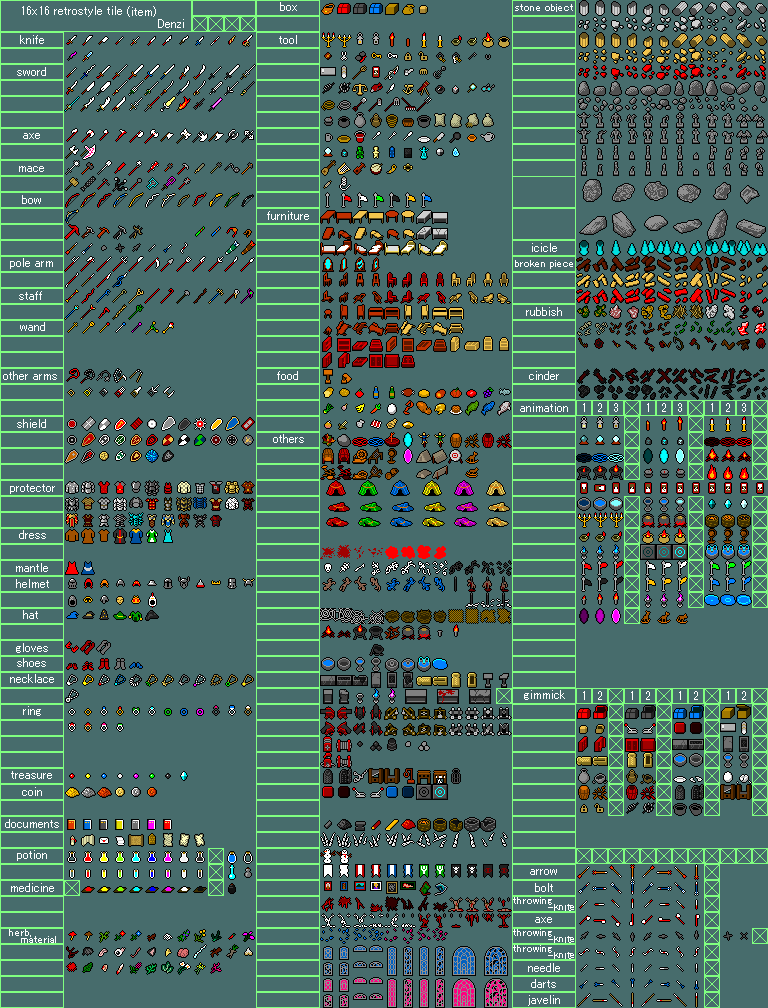 16x16 retrostyle tile (item)
Denzi
knife
sword
axe
mace
bow
pole arm
staff
wand
other arms
shield
protector
dress
mantle
helmet
hat
gloves
shoes
necklace
ring
treasure
coin
documents
potion
medicine
herb,
material
box
tool
furniture
food
others
stone object
icicle
broken piece
rubbish
cinder
animation
1 2 3 1 2 3 1 2 3
gimmick
1 2 1 2 1 2 1 2
arrow
bolt
throwing
-knife
axe
throwing
-knife
throwing
-knife
needle
darts
javelin